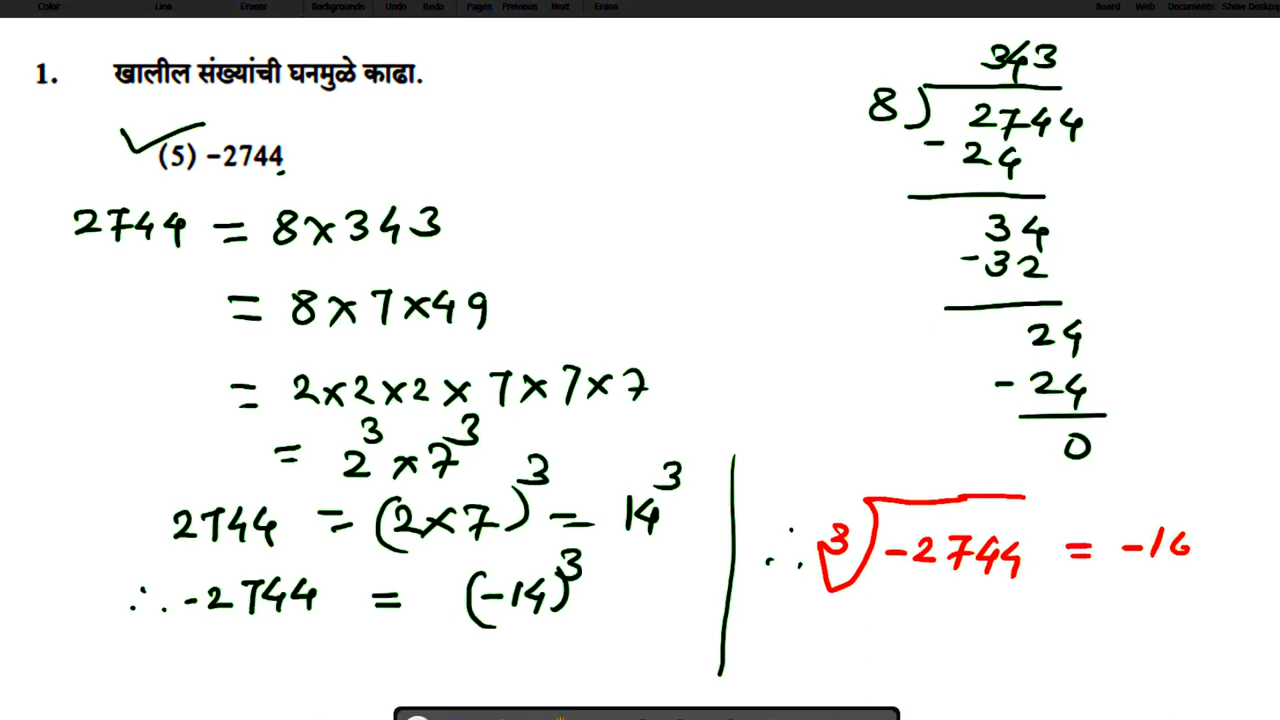 Color Line Eraser Backgrounds Undo Redo Pages Previous Next Erase Board Web Documents Show Desktop
1. खालील संख्यांची घनमुळे काढा.
(5) -2744
2744 = 8×343
= 8×7×49
= 2×2×2×7×7×7
= 2³×7³
2744 = (2×7)³ = 14³
∴ -2744 = (-14)³
343
8) 2744
- 24
34
-32
24
- 24
0
∴ ∛-2744 = -16